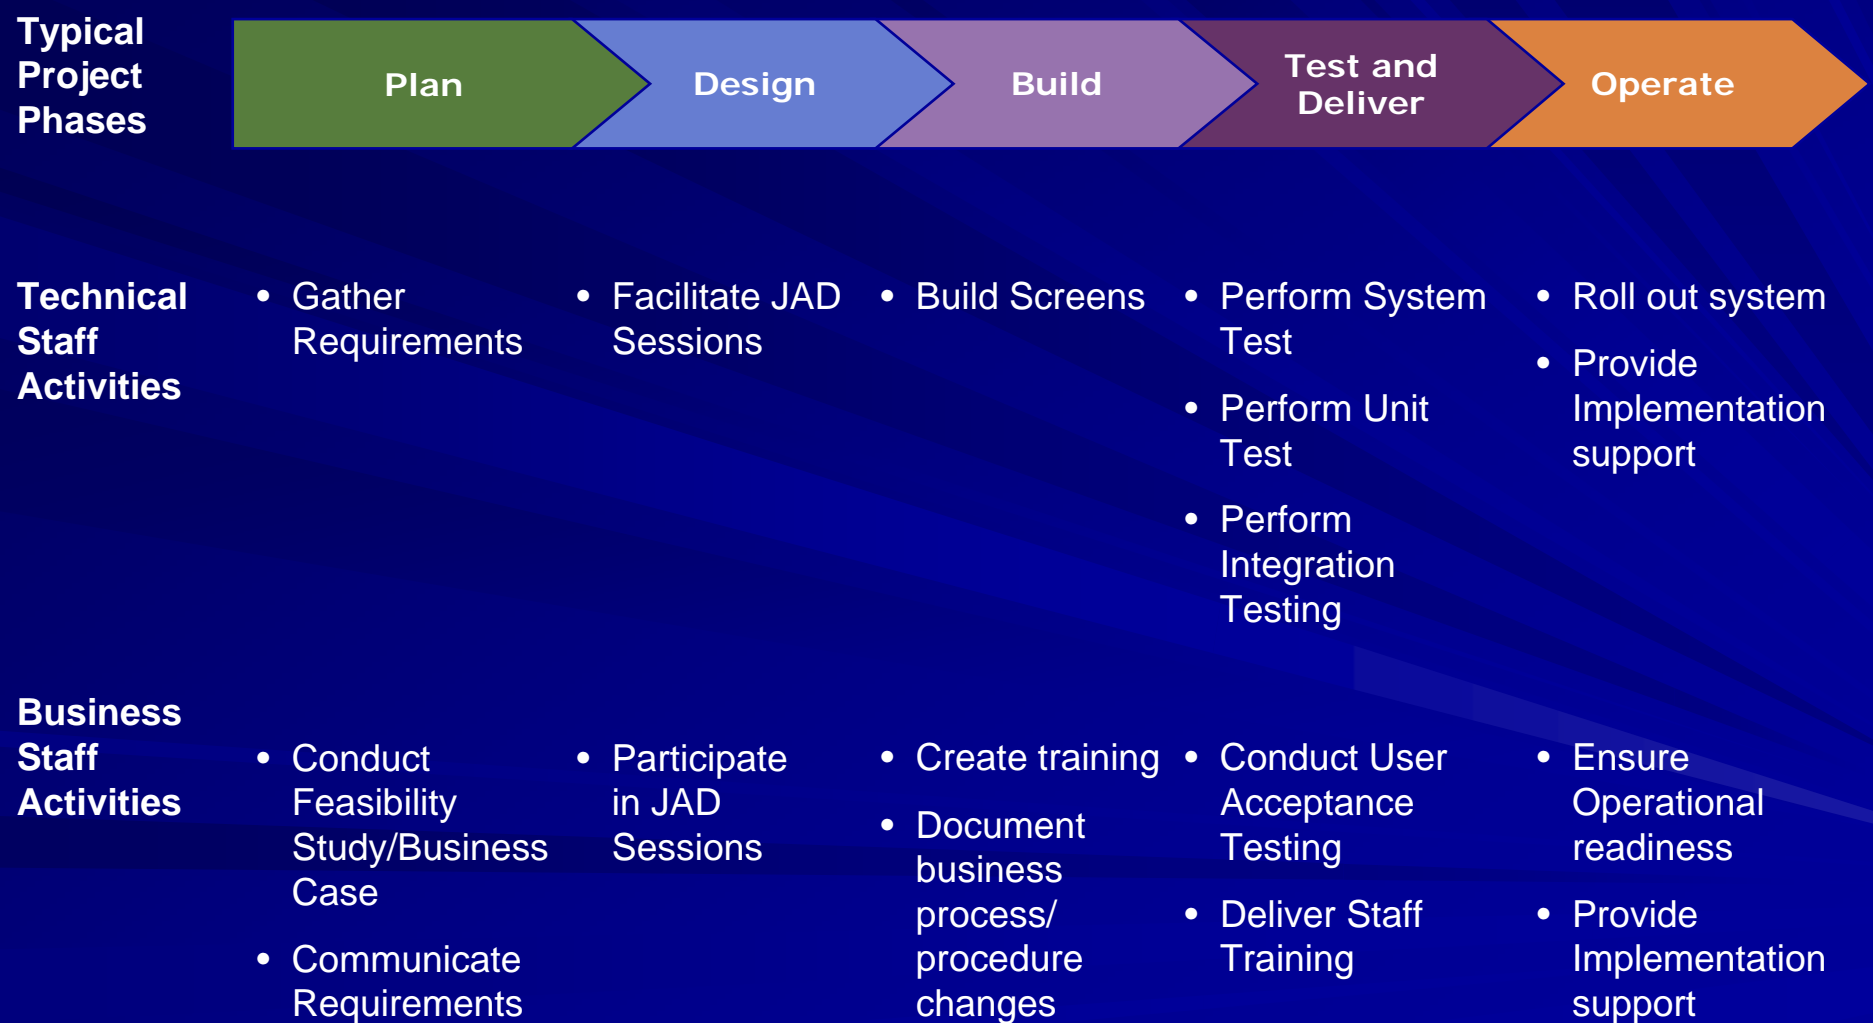 Typical
Project
Phases
Plan
Design
Build
Test and
Deliver
Operate
Technical
Staff
Activities
• Gather
Requirements
• Facilitate JAD
Sessions
• Build Screens
• Perform System
Test
• Perform Unit
Test
• Perform
Integration
Testing
• Roll out system
• Provide
Implementation
support
Business
Staff
Activities
• Conduct
Feasibility
Study/Business
Case
• Communicate
Requirements
• Participate
in JAD
Sessions
• Create training
• Document
business
process/
procedure
changes
• Conduct User
Acceptance
Testing
• Deliver Staff
Training
• Ensure
Operational
readiness
• Provide
Implementation
support